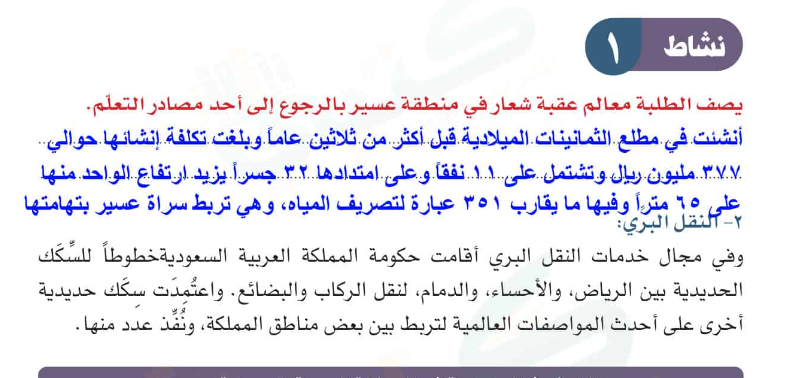 نشاط ١
يصف الطلبة معالم عقبة شعار في منطقة عسير بالرجوع إلى أحد مصادر التعلّم.
أنشئت في مطلع الثمانينات الميلادية قبل أكثر من ثلاثين عاماً وبلغت تكلفة إنشائها حوالي
٣٧٧ مليون ريال وتشتمل على ١١ نفقاً وعلى امتدادها ٣٢ جسراً يزيد ارتفاع الواحد منها
على ٦٥ متراً وفيها ما يقارب ٣٥١ عبارة لتصريف المياه، وهي تربط سراة عسير بتهامتها
٢- النقل البري:
وفي مجال خدمات النقل البري أقامت حكومة المملكة العربية السعوديةخطوطاً للسِّكَك
الحديدية بين الرياض، والأحساء، والدمام، لنقل الركاب والبضائع. واعتُمِدَت سِكَك حديدية
أخرى على أحدث المواصفات العالمية لتربط بين بعض مناطق المملكة، ونُفِّذ عدد منها.